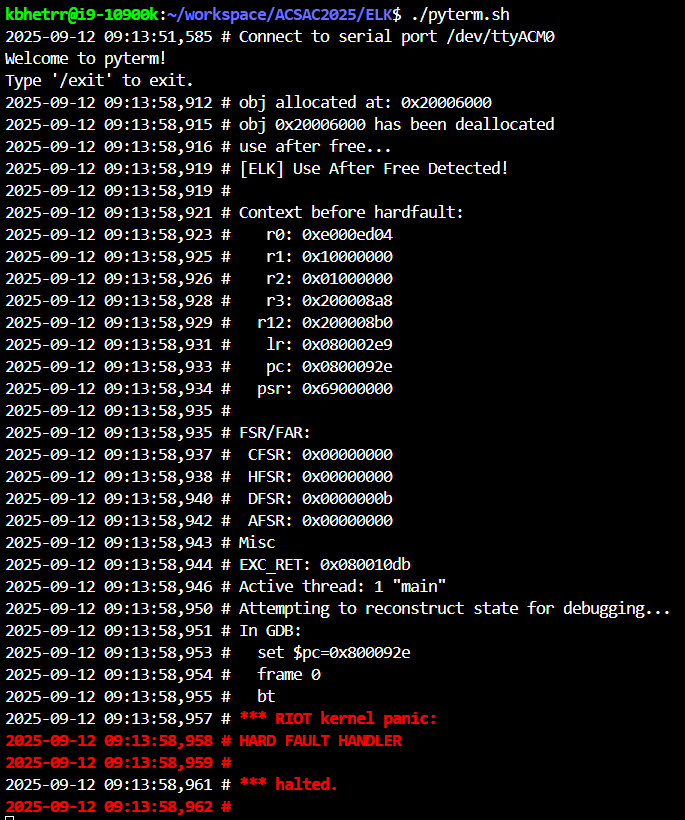 kbhetrr@i9-10900k:~/workspace/ACSAC2025/ELK$ ./pyterm.sh
2025-09-12 09:13:51,585 # Connect to serial port /dev/ttyACM0
Welcome to pyterm!
Type '/exit' to exit.
2025-09-12 09:13:58,912 # obj allocated at: 0x20006000
2025-09-12 09:13:58,915 # obj 0x20006000 has been deallocated
2025-09-12 09:13:58,916 # use after free...
2025-09-12 09:13:58,919 # [ELK] Use After Free Detected!
2025-09-12 09:13:58,919 #
2025-09-12 09:13:58,921 # Context before hardfault:
2025-09-12 09:13:58,923 #    r0: 0xe000ed04
2025-09-12 09:13:58,925 #    r1: 0x10000000
2025-09-12 09:13:58,926 #    r2: 0x01000000
2025-09-12 09:13:58,928 #    r3: 0x200008a8
2025-09-12 09:13:58,929 #   r12: 0x200008b0
2025-09-12 09:13:58,931 #    lr: 0x080002e9
2025-09-12 09:13:58,933 #    pc: 0x0800092e
2025-09-12 09:13:58,934 #   psr: 0x69000000
2025-09-12 09:13:58,935 #
2025-09-12 09:13:58,935 # FSR/FAR:
2025-09-12 09:13:58,937 #  CFSR: 0x00000000
2025-09-12 09:13:58,938 #  HFSR: 0x00000000
2025-09-12 09:13:58,940 #  DFSR: 0x0000000b
2025-09-12 09:13:58,942 #  AFSR: 0x00000000
2025-09-12 09:13:58,943 # Misc
2025-09-12 09:13:58,944 # EXC_RET: 0x080010db
2025-09-12 09:13:58,946 # Active thread: 1 "main"
2025-09-12 09:13:58,950 # Attempting to reconstruct state for debugging...
2025-09-12 09:13:58,951 # In GDB:
2025-09-12 09:13:58,953 #   set $pc=0x800092e
2025-09-12 09:13:58,954 #   frame 0
2025-09-12 09:13:58,955 #   bt
2025-09-12 09:13:58,957 # *** RIOT kernel panic:
2025-09-12 09:13:58,958 # HARD FAULT HANDLER
2025-09-12 09:13:58,959 #
2025-09-12 09:13:58,961 # *** halted.
2025-09-12 09:13:58,962 #